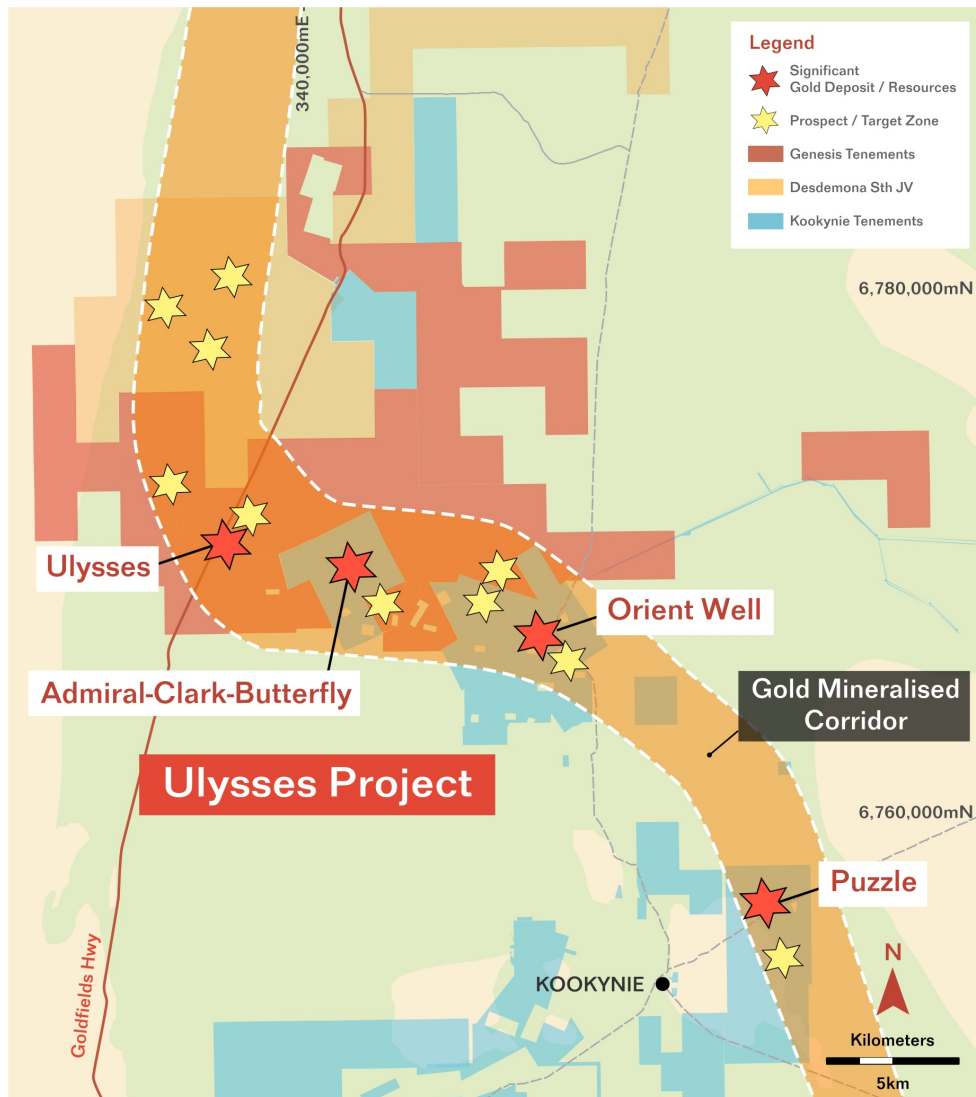 340,000mE
Legend
Significant
Gold Deposit / Resources
Prospect / Target Zone
Genesis Tenements
Desdemona Sth JV
Kookynie Tenements
6,780,000mN
Ulysses
Orient Well
Admiral-Clark-Butterfly
Gold Mineralised
Corridor
Ulysses Project
6,760,000mN
Puzzle
Goldfields Hwy
KOOKYNIE
N
Kilometers
5km